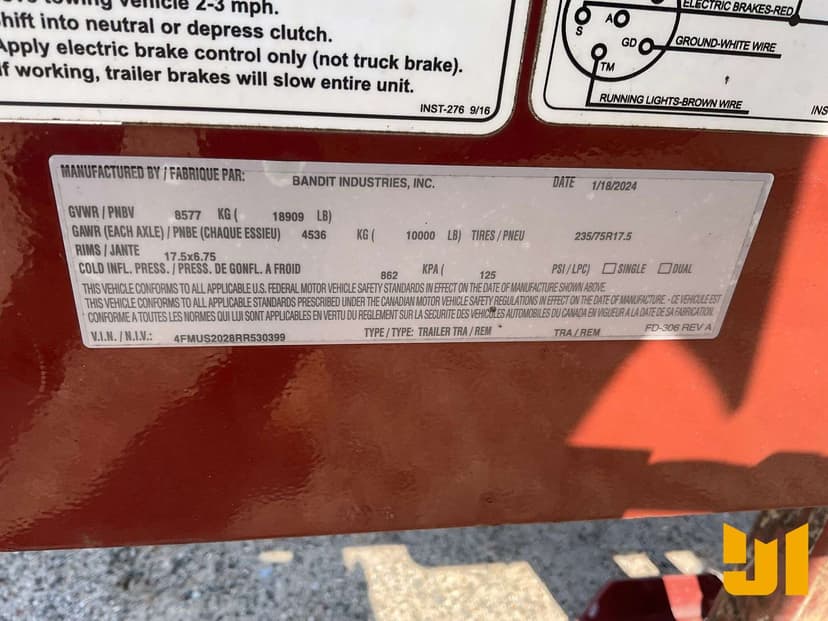 towing vehicle 2-3 mph.
Shift into neutral or depress clutch.
Apply electric brake control only (not truck brake).
If working, trailer brakes will slow entire unit.
INST-276 9/16
ELECTRIC BRAKES-RED
S
A
GD
GROUND-WHITE WIRE
TM
RUNNING LIGHTS-BROWN WIRE
INS
MANUFACTURED BY / FABRIQUE PAR: BANDIT INDUSTRIES, INC. DATE 1/18/2024
GVWR / PNBV 8577 KG ( 18909 LB)
GAWR (EACH AXLE) / PNBE (CHAQUE ESSIEU) 4536 KG ( 10000 LB) TIRES / PNEU 235/75R17.5
RIMS / JANTE 17.5x6.75
COLD INFL. PRESS. / PRESS. DE GONFL. A FROID 862 KPA ( 125 PSI / LPC) SINGLE DUAL
THIS VEHICLE CONFORMS TO ALL APPLICABLE U.S. FEDERAL MOTOR VEHICLE SAFETY STANDARDS IN EFFECT ON THE DATE OF MANUFACTURE SHOWN ABOVE.
THIS VEHICLE CONFORMS TO ALL APPLICABLE STANDARDS PRESCRIBED UNDER THE CANADIAN MOTOR VEHICLE SAFETY REGULATIONS IN EFFECT ON THE DATE OF MANUFACTURE. - CE VEHICULE EST
CONFORME A TOUTES LES NORMES QUI LUI SONT APPLICABLES EN VERTU DU REGLEMENT SUR LA SECURITE DES VEHICULES AUTOMOBILES DU CANADA EN VIGUEUR A LA DATE DE SA FABRICATION.
V.I.N. / N.I.V.: 4FMUS2028RR530399 TYPE / TYPE: TRAILER TRA / REM TRA / REM FD-306 REV A